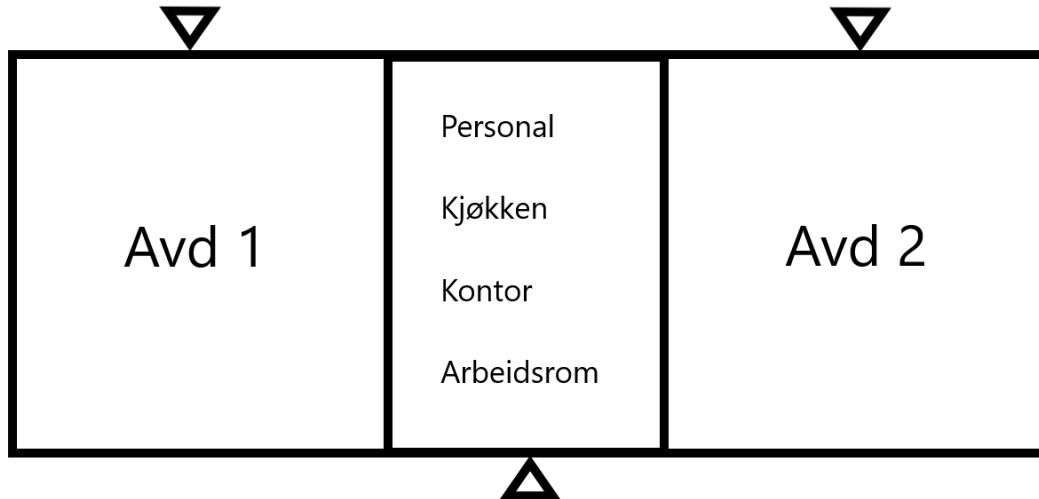 Avd 1
Personal
Kjøkken
Kontor
Arbeidsrom
Avd 2